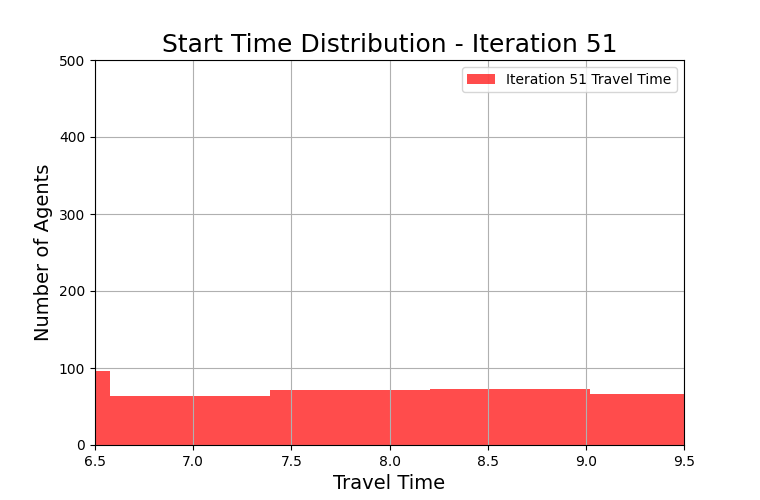 Start Time Distribution - Iteration 51
Iteration 51 Travel Time
500
400
300
200
100
0
Number of Agents
6.5 7.0 7.5 8.0 8.5 9.0 9.5
Travel Time